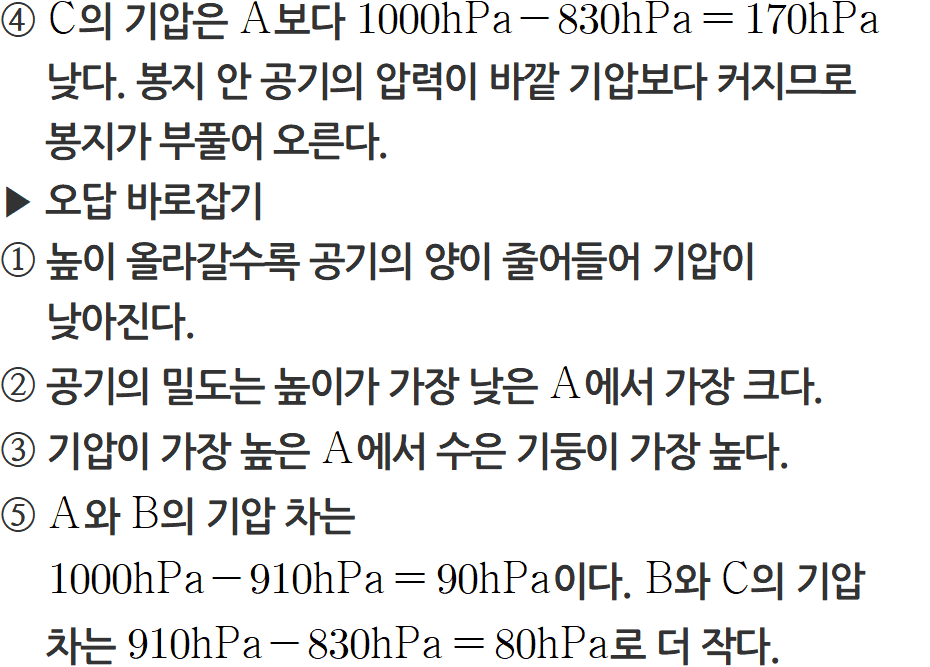 ④ C의 기압은 A보다 1000hPa－830hPa＝170hPa
낮다. 봉지 안 공기의 압력이 바깥 기압보다 커지므로
봉지가 부풀어 오른다.
▶ 오답 바로잡기
① 높이 올라갈수록 공기의 양이 줄어들어 기압이
낮아진다.
② 공기의 밀도는 높이가 가장 낮은 A에서 가장 크다.
③ 기압이 가장 높은 A에서 수은 기둥이 가장 높다.
⑤ A와 B의 기압 차는
1000hPa－910hPa＝90hPa이다. B와 C의 기압
차는 910hPa－830hPa＝80hPa로 더 작다.